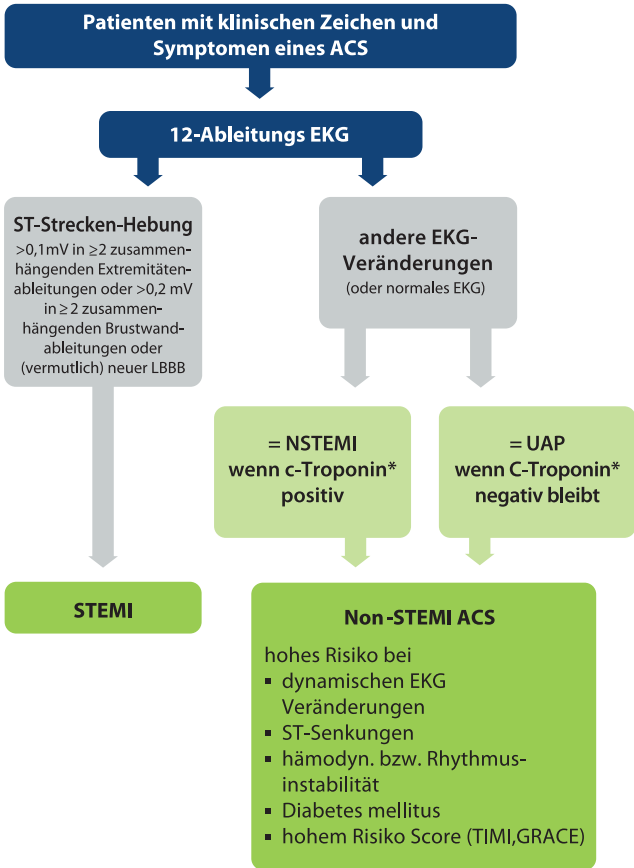 Patienten mit klinischen Zeichen und
Symptomen eines ACS
12-Ableitungs EKG
ST-Strecken-Hebung
>0,1mV in ≥2 zusammen-
hängenden Extremitäten-
ableitungen oder >0,2 mV
in ≥ 2 zusammen-
hängenden Brustwand-
ableitungen oder
(vermutlich) neuer LBBB
andere EKG-
Veränderungen
(oder normales EKG)
= NSTEMI
wenn c-Troponin*
positiv
= UAP
wenn C-Troponin*
negativ bleibt
STEMI
Non-STEMI ACS
hohes Risiko bei
▪ dynamischen EKG
Veränderungen
▪ ST-Senkungen
▪ hämodyn. bzw. Rhythmus-
instabilität
▪ Diabetes mellitus
▪ hohem Risiko Score (TIMI,GRACE)